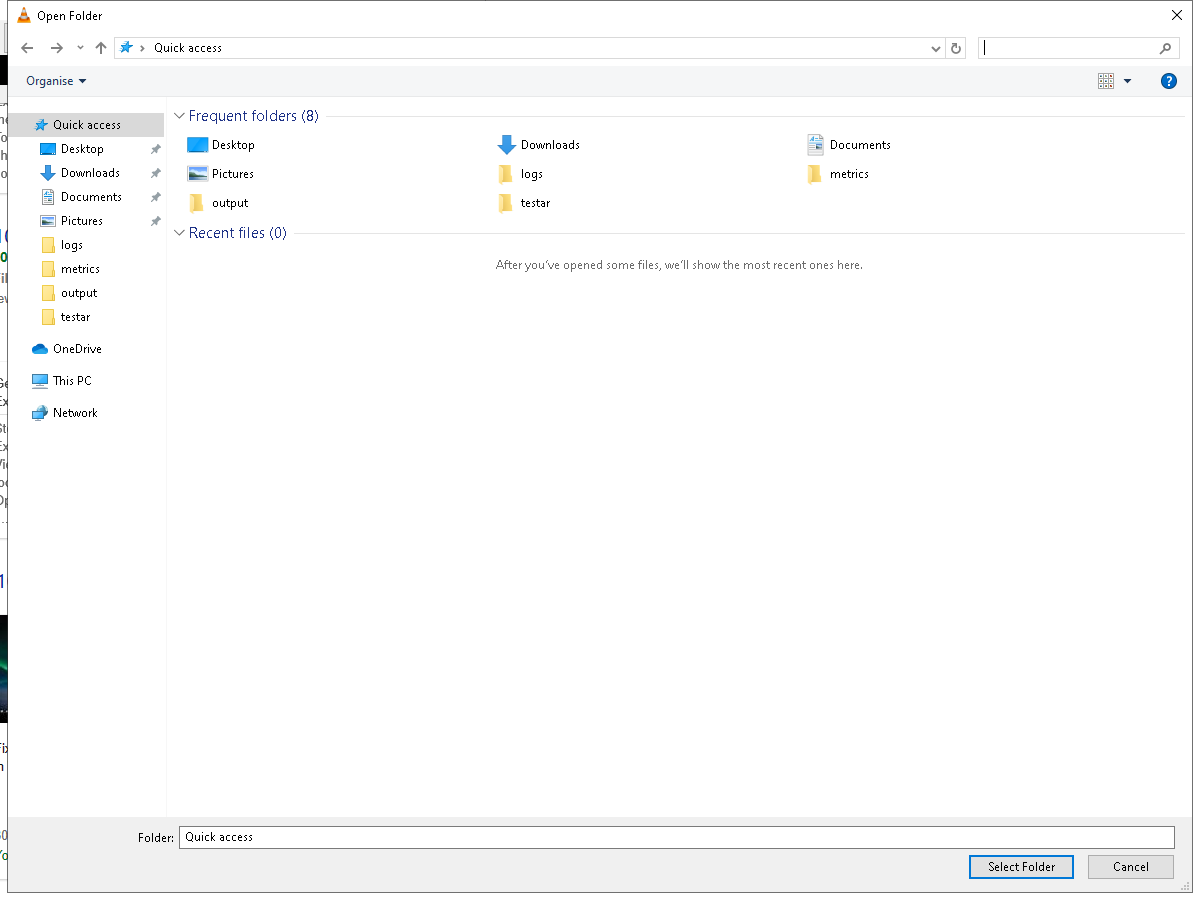 Open Folder
Quick access
Organise
Quick access
Desktop
Downloads
Documents
Pictures
logs
metrics
output
testar
OneDrive
This PC
Network
Frequent folders (8)
Desktop Downloads Documents
Pictures logs metrics
output testar
Recent files (0)
After you've opened some files, we'll show the most recent ones here.
Folder: Quick access
Select Folder Cancel